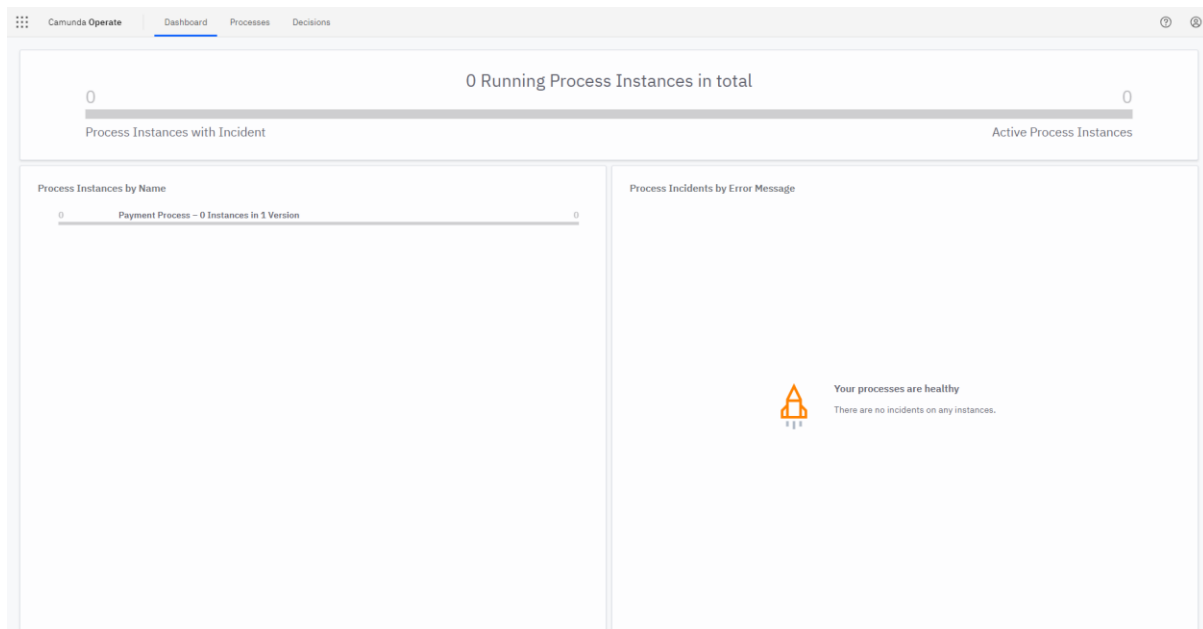 Camunda Operate Dashboard Processes Decisions
0 Running Process Instances in total
0 0
Process Instances with Incident Active Process Instances
Process Instances by Name
0 Payment Process – 0 Instances in 1 Version 0
Process Incidents by Error Message
Your processes are healthy
There are no incidents on any instances.